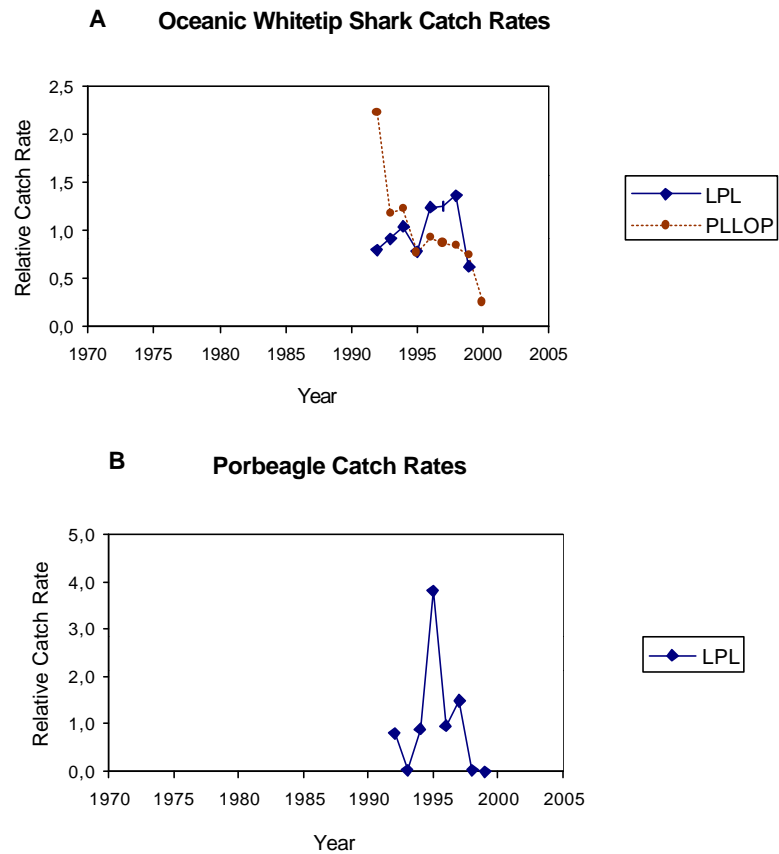 A Oceanic Whitetip Shark Catch Rates
2,5
2,0
1,5
1,0
0,5
0,0
Relative Catch Rate
1970 1975 1980 1985 1990 1995 2000 2005
Year
LPL
PLLOP
B Porbeagle Catch Rates
5,0
4,0
3,0
2,0
1,0
0,0
Relative Catch Rate
1970 1975 1980 1985 1990 1995 2000 2005
Year
LPL